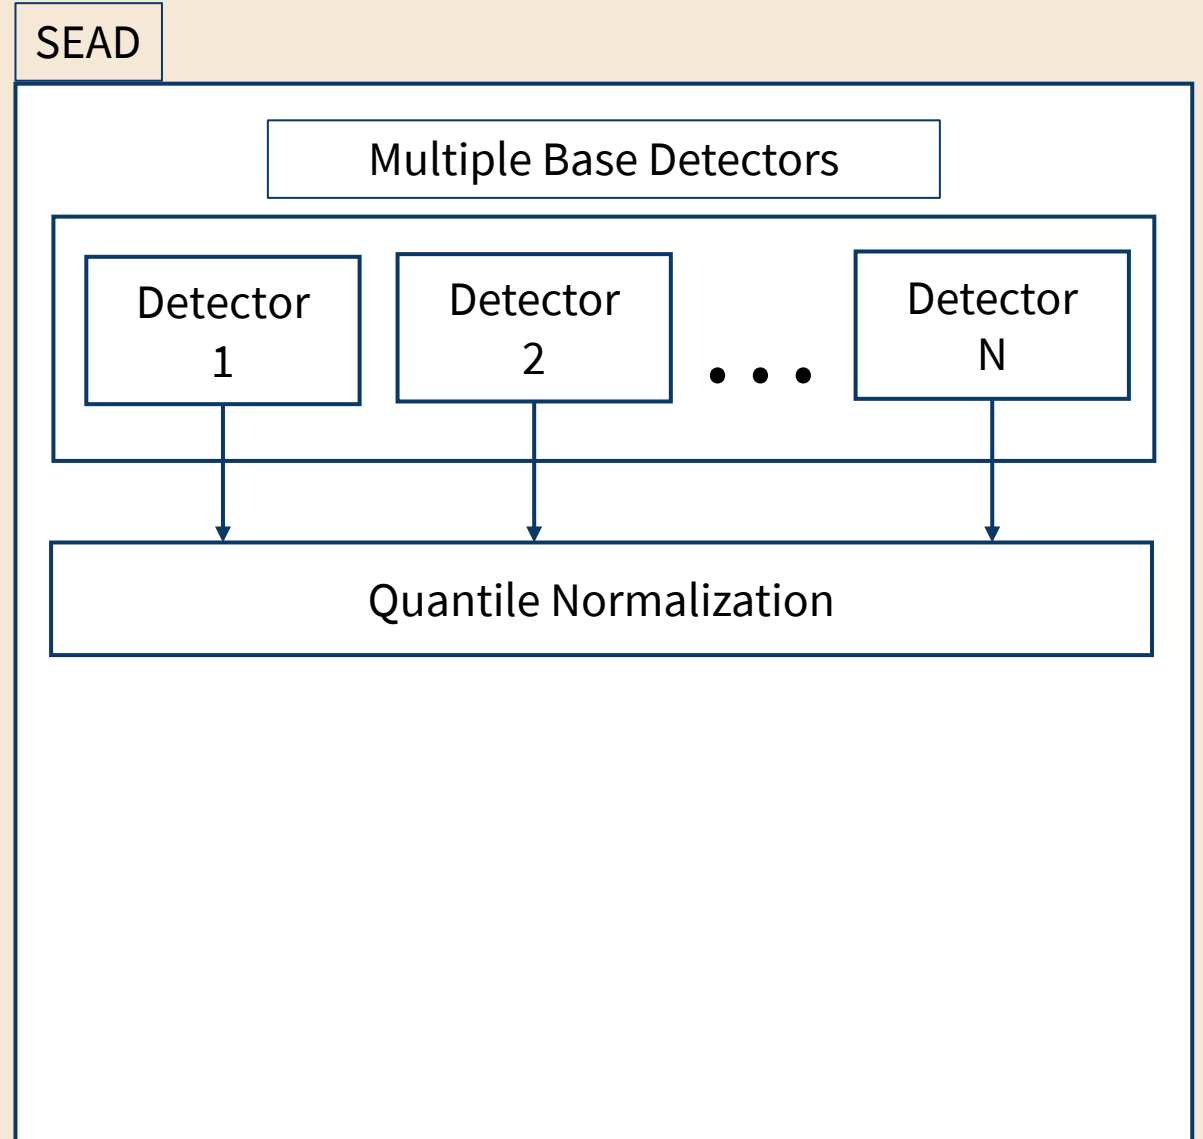 SEAD
Multiple Base Detectors
Detector
1
Detector
2
• • •
Detector
N
Quantile Normalization